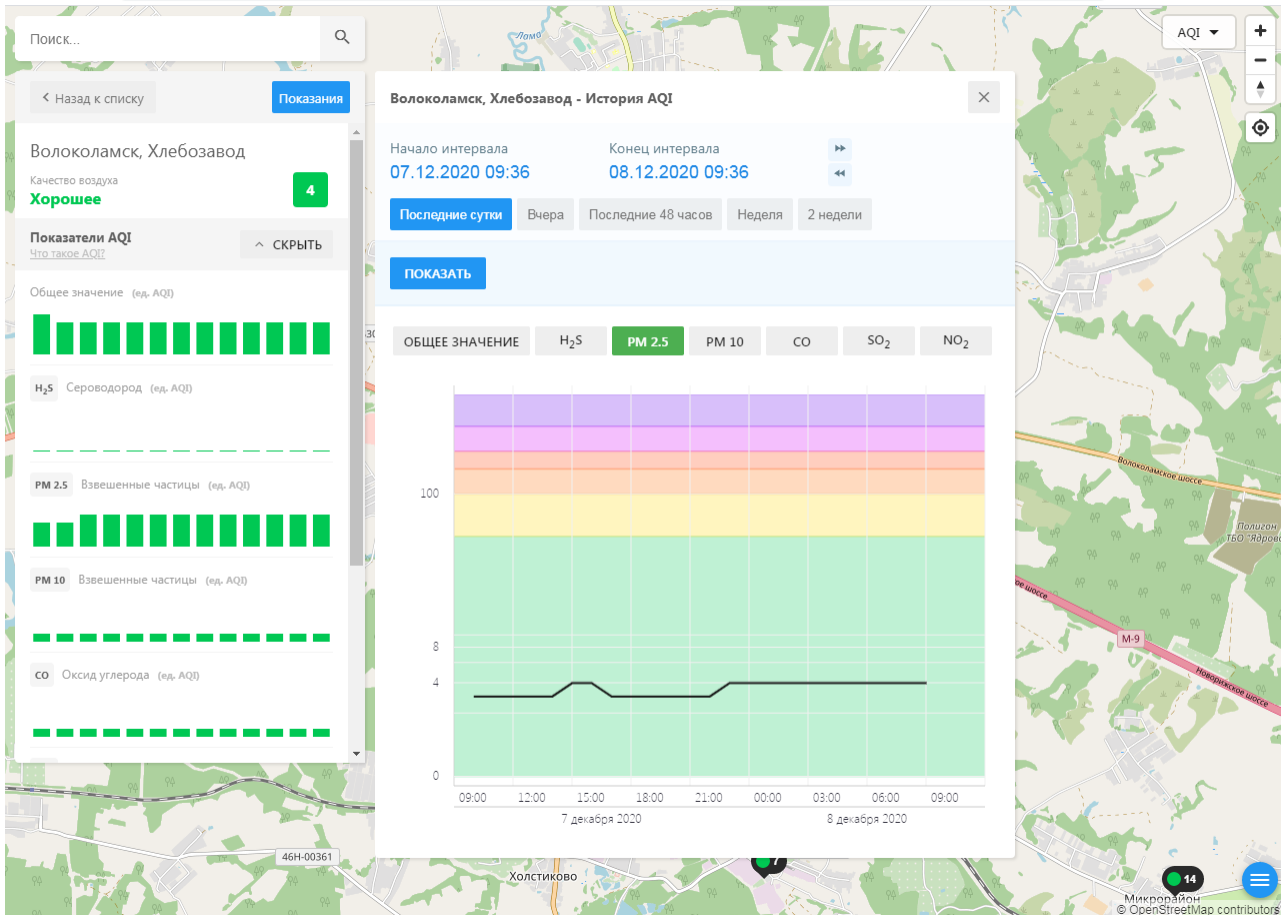 Поиск...
Назад к списку
Показания
Волоколамск, Хлебозавод
Качество воздуха
Хорошее
4
Показатели AQI
Что такое AQI?
СКРЫТЬ
Общее значение (ед. AQI)
H2S Сероводород (ед. AQI)
PM 2.5 Взвешенные частицы (ед. AQI)
PM 10 Взвешенные частицы (ед. AQI)
CO Оксид углерода (ед. AQI)
Волоколамск, Хлебозавод - История AQI
Начало интервала
07.12.2020 09:36
Конец интервала
08.12.2020 09:36
Последние сутки
Вчера
Последние 48 часов
Неделя
2 недели
ПОКАЗАТЬ
ОБЩЕЕ ЗНАЧЕНИЕ
H2S
PM 2.5
PM 10
CO
SO2
NO2
100
8
4
0
09:00 12:00 15:00 18:00 21:00 00:00 03:00 06:00 09:00
7 декабря 2020
8 декабря 2020
AQI
Ломо
Волоколамское шоссе
Полигон
ТБО "Ядрово
М-9
Новорижское шоссе
46Н-00361
Холстиково
7
14
Микрорайон
© OpenStreetMap contributors